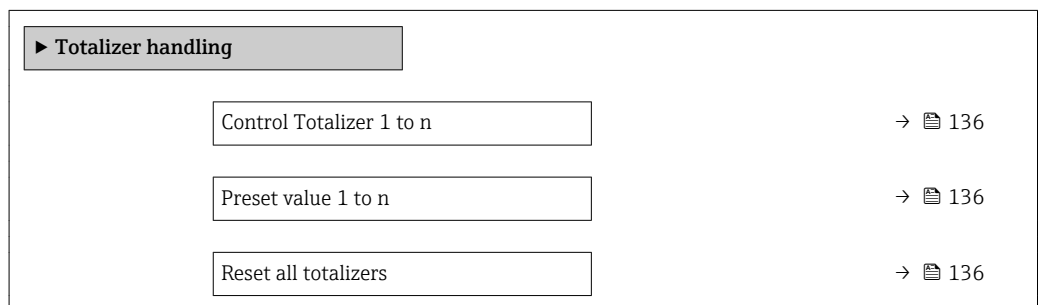 ► Totalizer handling
Control Totalizer 1 to n → 136
Preset value 1 to n → 136
Reset all totalizers → 136